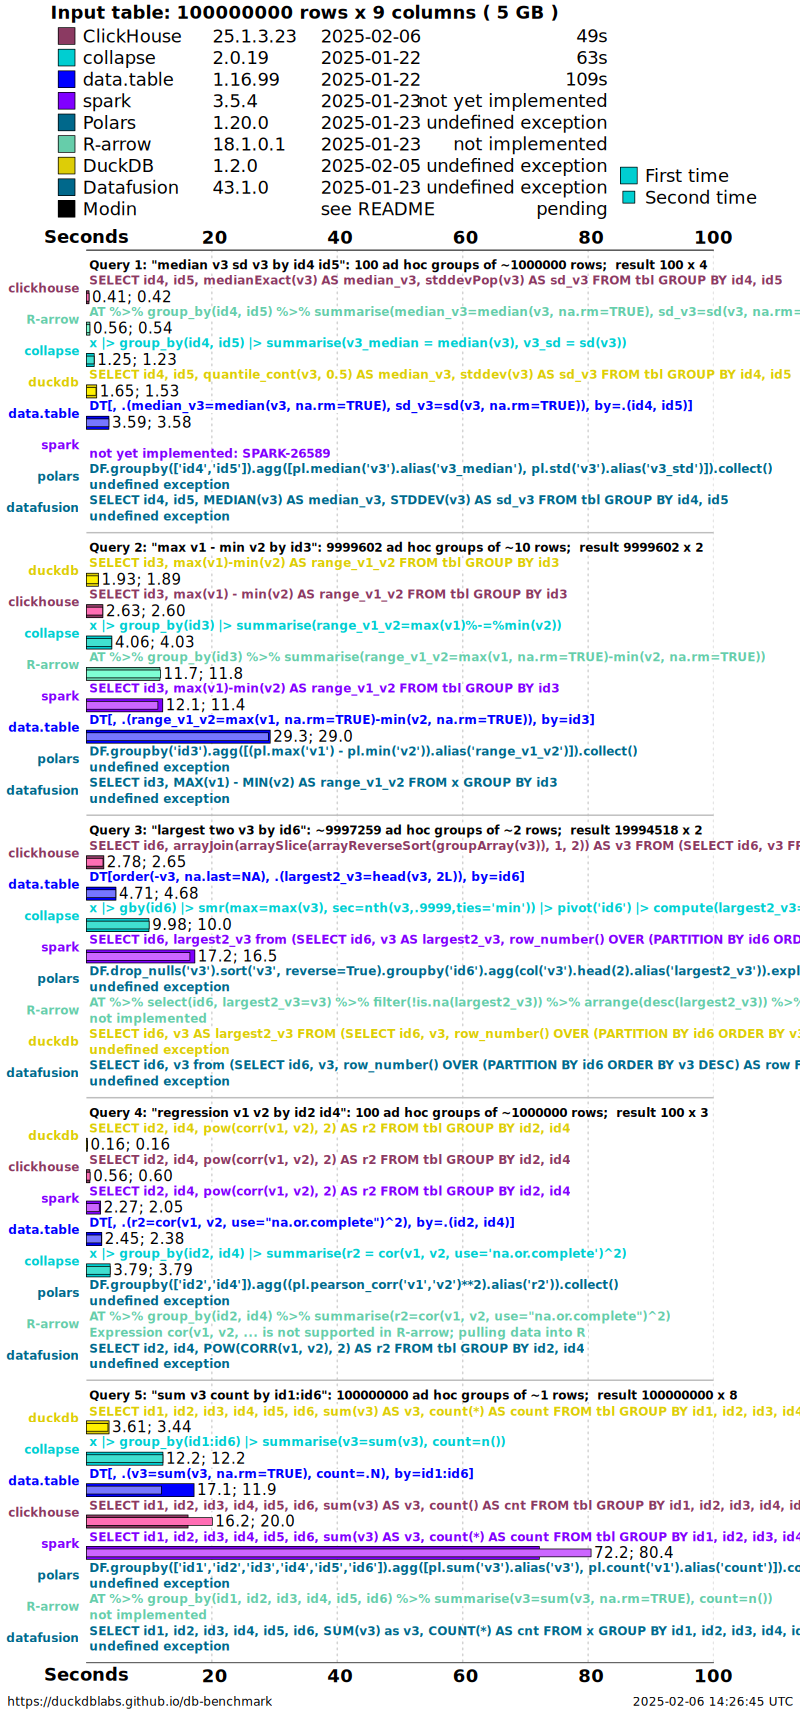 Input table: 100000000 rows x 9 columns ( 5 GB )
ClickHouse 25.1.3.23 2025-02-06 49s
collapse 2.0.19 2025-01-22 63s
data.table 1.16.99 2025-01-22 109s
spark 3.5.4 2025-01-23 not yet implemented
Polars 1.20.0 2025-01-23 undefined exception
R-arrow 18.1.0.1 2025-01-23 not implemented
DuckDB 1.2.0 2025-02-05 undefined exception
Datafusion 43.1.0 2025-01-23 undefined exception
Modin see README pending
First time
Second time
Seconds 20 40 60 80 100
Query 1: "median v3 sd v3 by id4 id5": 100 ad hoc groups of ~1000000 rows; result 100 x 4
clickhouse SELECT id4, id5, medianExact(v3) AS median_v3, stddevPop(v3) AS sd_v3 FROM tbl GROUP BY id4, id5
0.41; 0.42
R-arrow AT %>% group_by(id4, id5) %>% summarise(median_v3=median(v3, na.rm=TRUE), sd_v3=sd(v3, na.rm=
0.56; 0.54
collapse x |> group_by(id4, id5) |> summarise(v3_median = median(v3), v3_sd = sd(v3))
1.25; 1.23
duckdb SELECT id4, id5, quantile_cont(v3, 0.5) AS median_v3, stddev(v3) AS sd_v3 FROM tbl GROUP BY id4, id5
1.65; 1.53
data.table DT[, .(median_v3=median(v3, na.rm=TRUE), sd_v3=sd(v3, na.rm=TRUE)), by=.(id4, id5)]
3.59; 3.58
spark
not yet implemented: SPARK-26589
polars DF.groupby(['id4','id5']).agg([pl.median('v3').alias('v3_median'), pl.std('v3').alias('v3_std')]).collect()
undefined exception
datafusion SELECT id4, id5, MEDIAN(v3) AS median_v3, STDDEV(v3) AS sd_v3 FROM tbl GROUP BY id4, id5
undefined exception
Query 2: "max v1 - min v2 by id3": 9999602 ad hoc groups of ~10 rows; result 9999602 x 2
duckdb SELECT id3, max(v1)-min(v2) AS range_v1_v2 FROM tbl GROUP BY id3
1.93; 1.89
clickhouse SELECT id3, max(v1) - min(v2) AS range_v1_v2 FROM tbl GROUP BY id3
2.63; 2.60
collapse x |> group_by(id3) |> summarise(range_v1_v2=max(v1)%-=%min(v2))
4.06; 4.03
R-arrow AT %>% group_by(id3) %>% summarise(range_v1_v2=max(v1, na.rm=TRUE)-min(v2, na.rm=TRUE))
11.7; 11.8
spark SELECT id3, max(v1)-min(v2) AS range_v1_v2 FROM tbl GROUP BY id3
12.1; 11.4
data.table DT[, .(range_v1_v2=max(v1, na.rm=TRUE)-min(v2, na.rm=TRUE)), by=id3]
29.3; 29.0
polars DF.groupby('id3').agg([(pl.max('v1') - pl.min('v2')).alias('range_v1_v2')]).collect()
undefined exception
datafusion SELECT id3, MAX(v1) - MIN(v2) AS range_v1_v2 FROM x GROUP BY id3
undefined exception
Query 3: "largest two v3 by id6": ~9997259 ad hoc groups of ~2 rows; result 19994518 x 2
clickhouse SELECT id6, arrayJoin(arraySlice(arrayReverseSort(groupArray(v3)), 1, 2)) AS v3 FROM (SELECT id6, v3 FR
2.78; 2.65
data.table DT[order(-v3, na.last=NA), .(largest2_v3=head(v3, 2L)), by=id6]
4.71; 4.68
collapse x |> gby(id6) |> smr(max=max(v3), sec=nth(v3,.9999,ties='min')) |> pivot('id6') |> compute(largest2_v3=
9.98; 10.0
spark SELECT id6, largest2_v3 from (SELECT id6, v3 AS largest2_v3, row_number() OVER (PARTITION BY id6 ORD
17.2; 16.5
polars DF.drop_nulls('v3').sort('v3', reverse=True).groupby('id6').agg(col('v3').head(2).alias('largest2_v3')).expl
undefined exception
R-arrow AT %>% select(id6, largest2_v3=v3) %>% filter(!is.na(largest2_v3)) %>% arrange(desc(largest2_v3)) %>%
not implemented
duckdb SELECT id6, v3 AS largest2_v3 FROM (SELECT id6, v3, row_number() OVER (PARTITION BY id6 ORDER BY v3
undefined exception
datafusion SELECT id6, v3 from (SELECT id6, v3, row_number() OVER (PARTITION BY id6 ORDER BY v3 DESC) AS row F
undefined exception
Query 4: "regression v1 v2 by id2 id4": 100 ad hoc groups of ~1000000 rows; result 100 x 3
duckdb SELECT id2, id4, pow(corr(v1, v2), 2) AS r2 FROM tbl GROUP BY id2, id4
0.16; 0.16
clickhouse SELECT id2, id4, pow(corr(v1, v2), 2) AS r2 FROM tbl GROUP BY id2, id4
0.56; 0.60
spark SELECT id2, id4, pow(corr(v1, v2), 2) AS r2 FROM tbl GROUP BY id2, id4
2.27; 2.05
data.table DT[, .(r2=cor(v1, v2, use="na.or.complete")^2), by=.(id2, id4)]
2.45; 2.38
collapse x |> group_by(id2, id4) |> summarise(r2 = cor(v1, v2, use='na.or.complete')^2)
3.79; 3.79
polars DF.groupby(['id2','id4']).agg((pl.pearson_corr('v1','v2')**2).alias('r2')).collect()
undefined exception
R-arrow AT %>% group_by(id2, id4) %>% summarise(r2=cor(v1, v2, use="na.or.complete")^2)
Expression cor(v1, v2, ... is not supported in R-arrow; pulling data into R
datafusion SELECT id2, id4, POW(CORR(v1, v2), 2) AS r2 FROM tbl GROUP BY id2, id4
undefined exception
Query 5: "sum v3 count by id1:id6": 100000000 ad hoc groups of ~1 rows; result 100000000 x 8
duckdb SELECT id1, id2, id3, id4, id5, id6, sum(v3) AS v3, count(*) AS count FROM tbl GROUP BY id1, id2, id3, id4
3.61; 3.44
collapse x |> group_by(id1:id6) |> summarise(v3=sum(v3), count=n())
12.2; 12.2
data.table DT[, .(v3=sum(v3, na.rm=TRUE), count=.N), by=id1:id6]
17.1; 11.9
clickhouse SELECT id1, id2, id3, id4, id5, id6, sum(v3) AS v3, count() AS cnt FROM tbl GROUP BY id1, id2, id3, id4, id
16.2; 20.0
spark SELECT id1, id2, id3, id4, id5, id6, sum(v3) AS v3, count(*) AS count FROM tbl GROUP BY id1, id2, id3, id4
72.2; 80.4
polars DF.groupby(['id1','id2','id3','id4','id5','id6']).agg([pl.sum('v3').alias('v3'), pl.count('v1').alias('count')]).co
undefined exception
R-arrow AT %>% group_by(id1, id2, id3, id4, id5, id6) %>% summarise(v3=sum(v3, na.rm=TRUE), count=n())
not implemented
datafusion SELECT id1, id2, id3, id4, id5, id6, SUM(v3) as v3, COUNT(*) AS cnt FROM x GROUP BY id1, id2, id3, id4, id
undefined exception
Seconds 20 40 60 80 100
https://duckdblabs.github.io/db-benchmark 2025-02-06 14:26:45 UTC